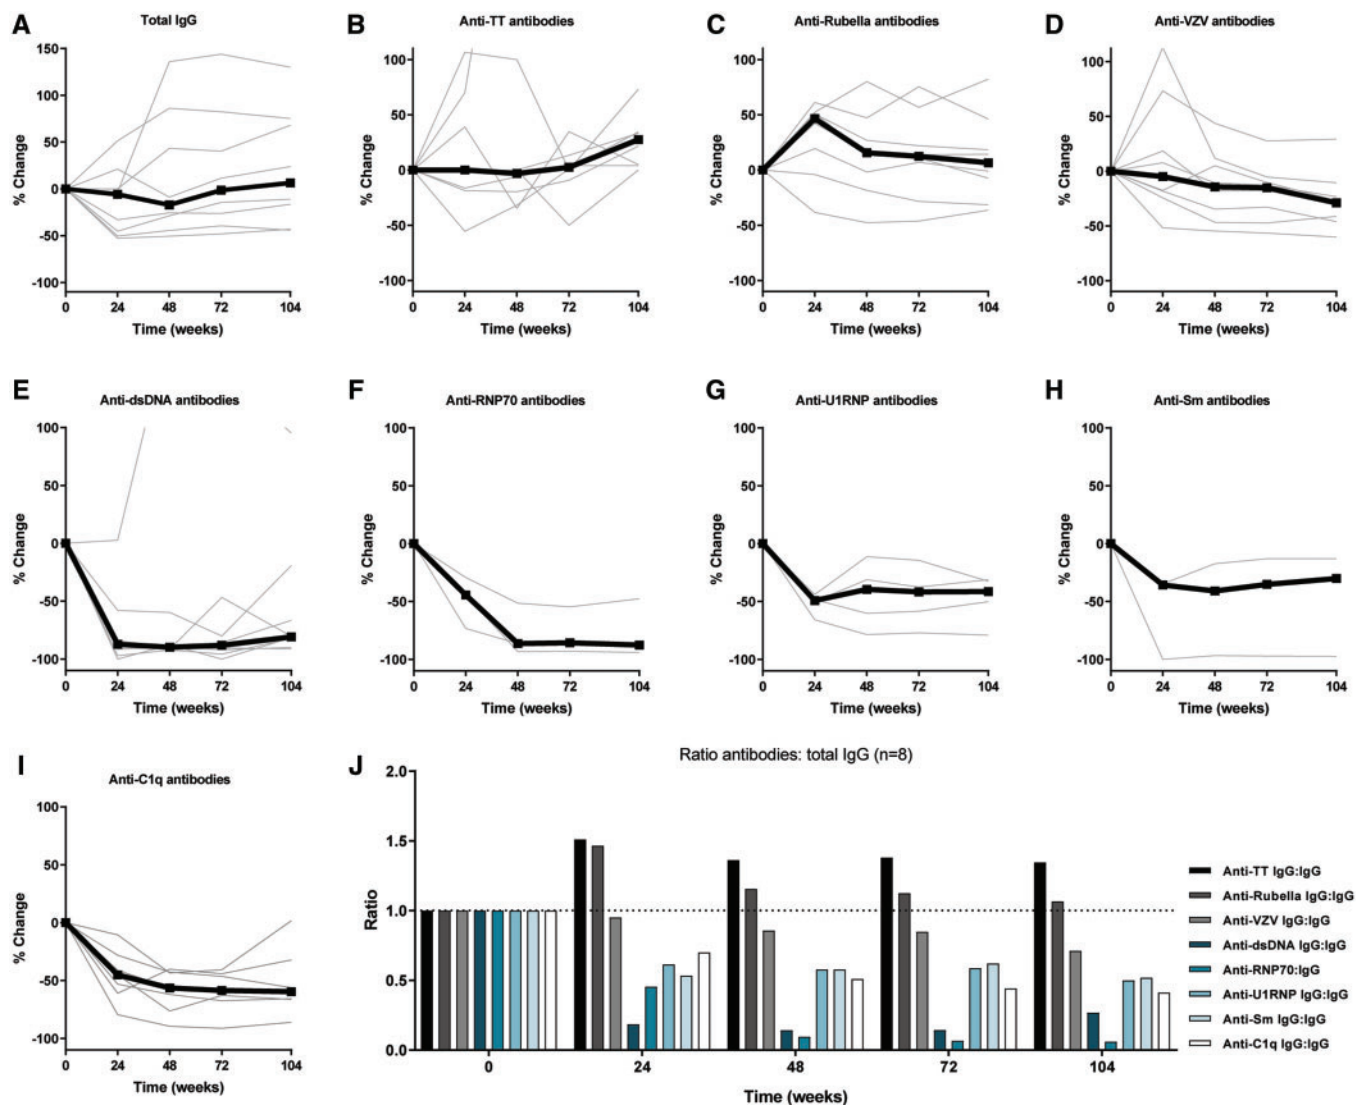 A
Total IgG
150
100
50
0
-50
-100
% Change
0 24 48 72 104
Time (weeks)
B
Anti-TT antibodies
100
50
0
-50
-100
% Change
0 24 48 72 104
Time (weeks)
C
Anti-Rubella antibodies
100
50
0
-50
-100
% Change
0 24 48 72 104
Time (weeks)
D
Anti-VZV antibodies
100
50
0
-50
-100
% Change
0 24 48 72 104
Time (weeks)
E
Anti-dsDNA antibodies
100
50
0
-50
-100
% Change
0 24 48 72 104
Time (weeks)
F
Anti-RNP70 antibodies
100
50
0
-50
-100
% Change
0 24 48 72 104
Time (weeks)
G
Anti-U1RNP antibodies
100
50
0
-50
-100
% Change
0 24 48 72 104
Time (weeks)
H
Anti-Sm antibodies
100
50
0
-50
-100
% Change
0 24 48 72 104
Time (weeks)
I
Anti-C1q antibodies
100
50
0
-50
-100
% Change
0 24 48 72 104
Time (weeks)
J
Ratio antibodies: total IgG (n=8)
2.0
1.5
1.0
0.5
0.0
Ratio
0 24 48 72 104
Time (weeks)
Anti-TT IgG:IgG
Anti-Rubella IgG:IgG
Anti-VZV IgG:IgG
Anti-dsDNA IgG:IgG
Anti-RNP70:IgG
Anti-U1RNP IgG:IgG
Anti-Sm IgG:IgG
Anti-C1q IgG:IgG